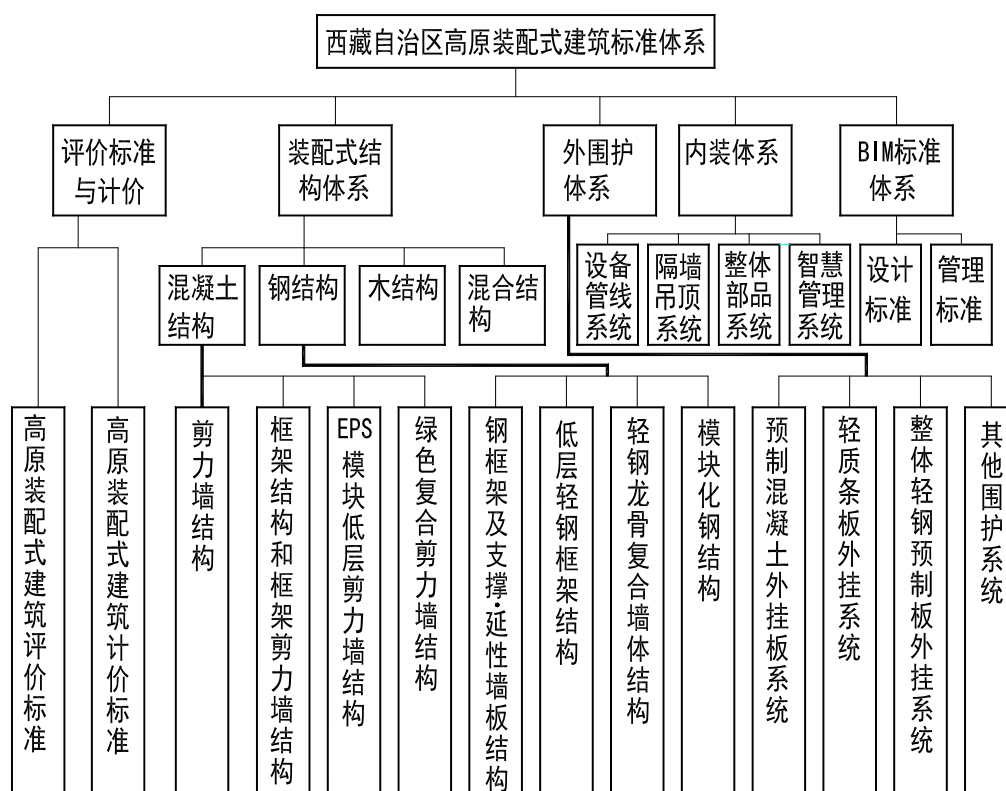 西藏自治区高原装配式建筑标准体系
评价标准
与计价
装配式结
构体系
外围护
体系
内装体系
BIM标准
体系
混凝土
结构
钢结构
木结构
混合结
构
设备
管线
系统
隔墙
吊顶
系统
整体
部品
系统
智慧
管理
系统
设计
标准
管理
标准
高原装配式建筑评价标准
高原装配式建筑计价标准
剪力墙结构
框架结构和框架剪力墙结构
EPS模块低层剪力墙结构
绿色复合剪力墙结构
钢框架及支撑·延性墙板结构
低层轻钢框架结构
轻钢龙骨复合墙体结构
模块化钢结构
预制混凝土外挂板系统
轻质条板外挂系统
整体轻钢预制板外挂系统
其他围护系统